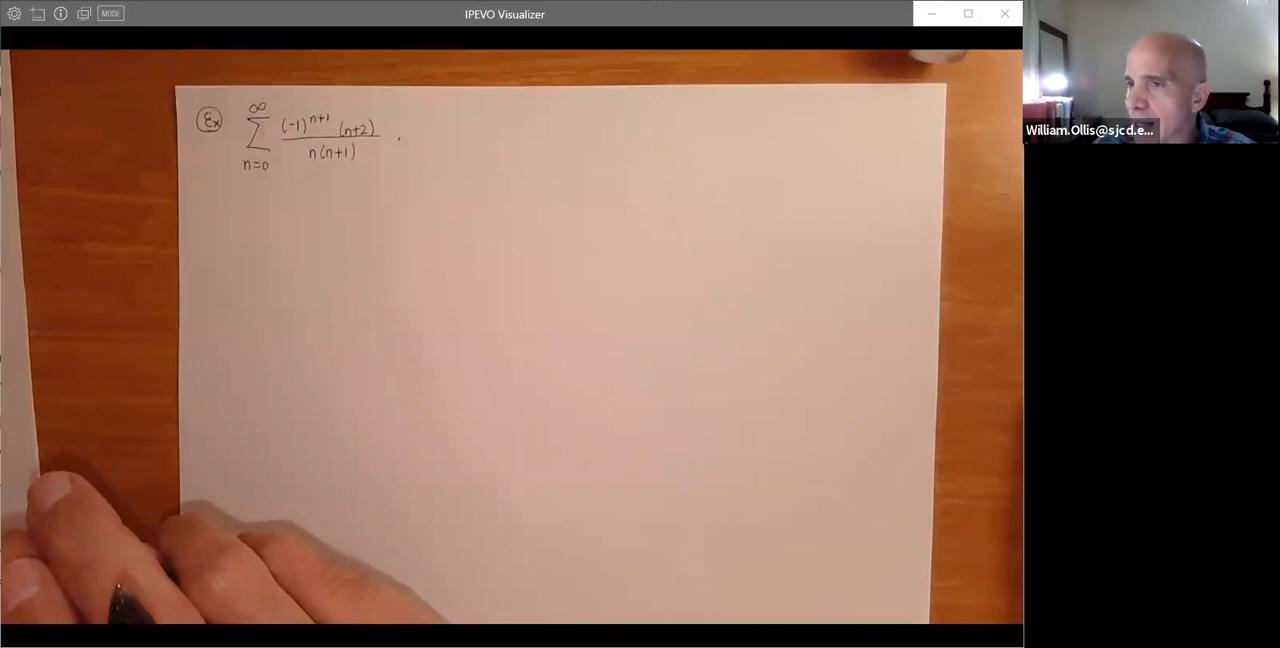 MODE
IPEVO Visualizer
William.Ollis@sjcd.e...
Ex ∞
∑ (-1)^{n+1} (n+2)
n=0 n(n+1)